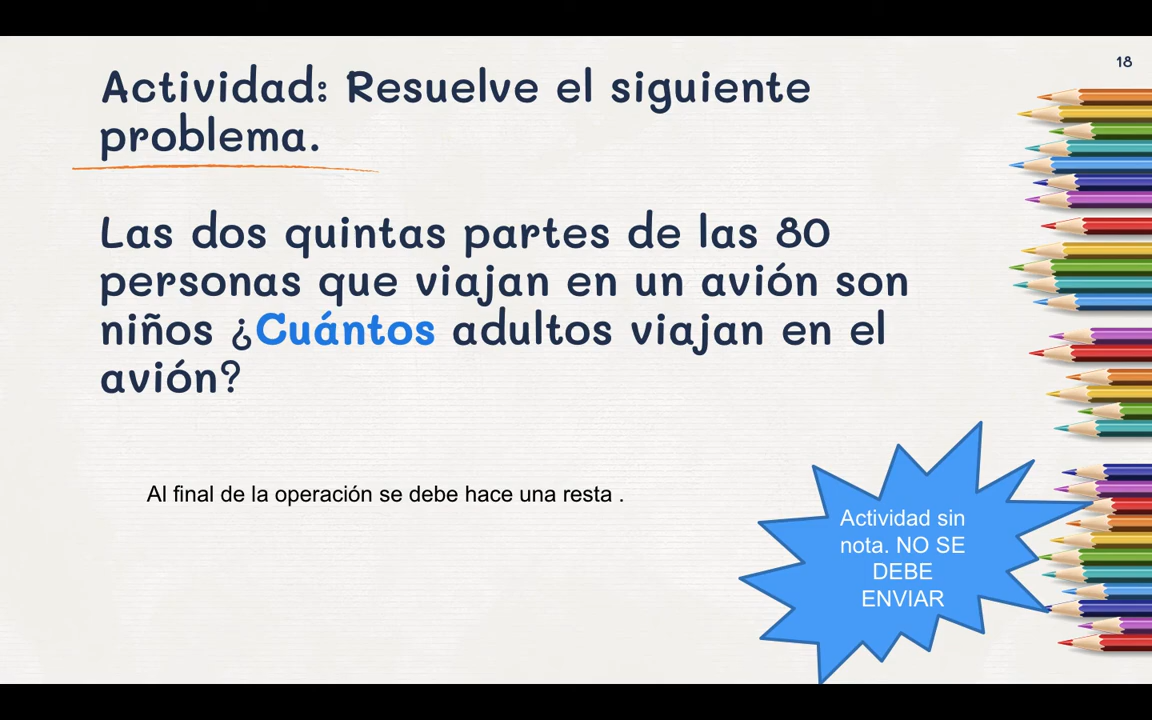 18
Actividad: Resuelve el siguiente
problema.
Las dos quintas partes de las 80
personas que viajan en un avión son
niños ¿Cuántos adultos viajan en el
avión?
Al final de la operación se debe hace una resta .
Actividad sin
nota. NO SE
DEBE
ENVIAR